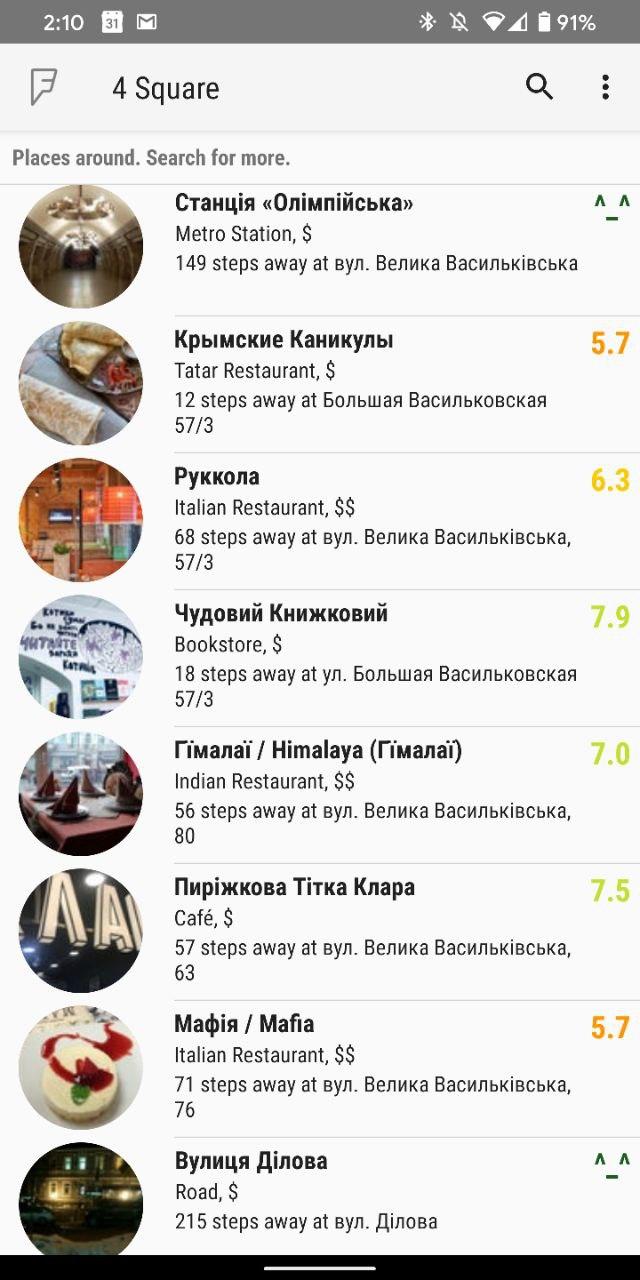 2:10 31 91%
4 Square
Places around. Search for more.
Станція «Олімпійська» ^_^
Metro Station, $
149 steps away at вул. Велика Васильківська
Крымские Каникулы 5.7
Tatar Restaurant, $
12 steps away at Большая Васильковская
57/3
Руккола 6.3
Italian Restaurant, $$
68 steps away at вул. Велика Васильківська,
57/3
Чудовий Книжковий 7.9
Bookstore, $
18 steps away at ул. Большая Васильковская
57/3
ЧИТАЙТЕ
Гімалаї / Himalaya (Гімалаї) 7.0
Indian Restaurant, $$
56 steps away at вул. Велика Васильківська,
80
Пиріжкова Тітка Клара 7.5
Café, $
57 steps away at вул. Велика Васильківська,
63
Мафія / Mafia 5.7
Italian Restaurant, $$
71 steps away at вул. Велика Васильківська,
76
Вулиця Ділова ^_^
Road, $
215 steps away at вул. Ділова